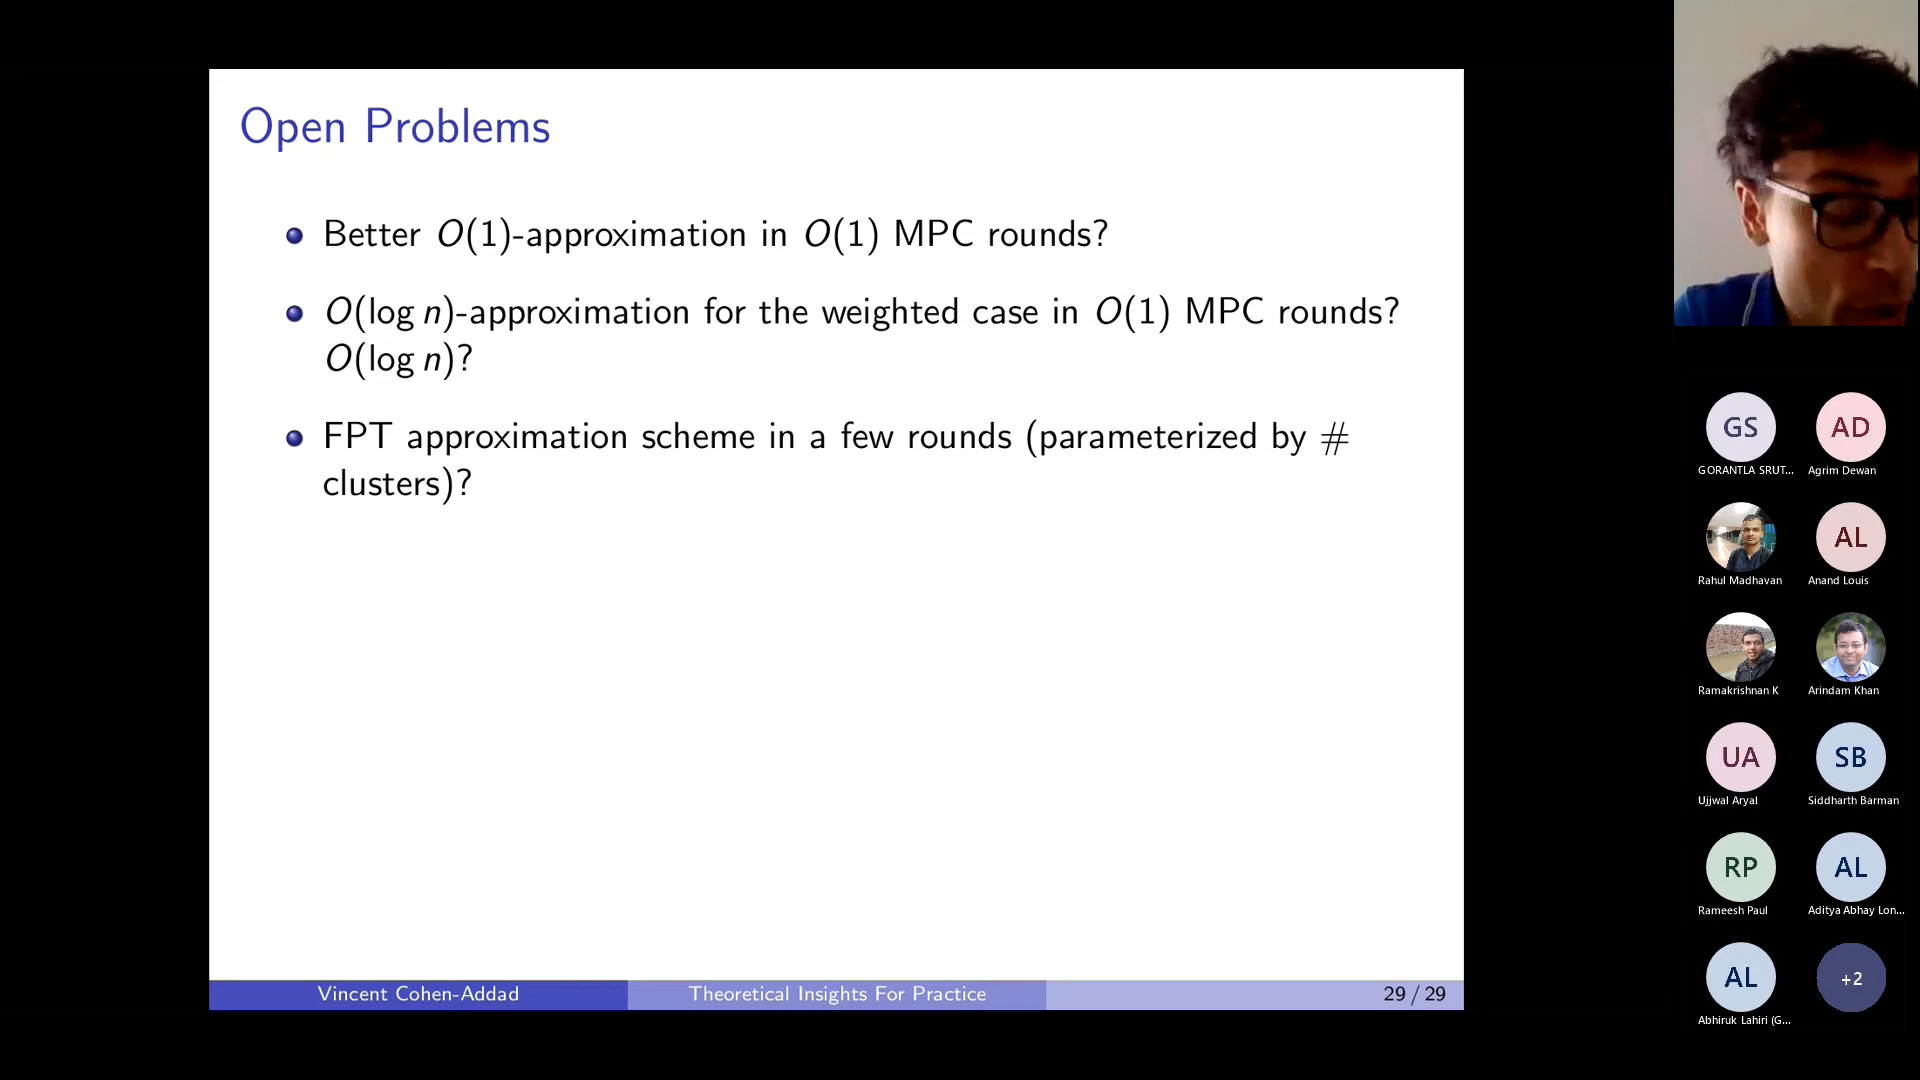 Open Problems
Better O(1)-approximation in O(1) MPC rounds?
O(log n)-approximation for the weighted case in O(1) MPC rounds?
O(log n)?
FPT approximation scheme in a few rounds (parameterized by #
clusters)?
Vincent Cohen-Addad
Theoretical Insights For Practice
29 / 29
GS
AD
GORANTLA SRUT...
Agrim Dewan
AL
Rahul Madhavan
Anand Louis
Ramakrishnan K
Arindam Khan
UA
SB
Ujjwal Aryal
Siddharth Barman
RP
AL
Rameesh Paul
Aditya Abhay Lon...
AL
+2
Abhiruk Lahiri (G...